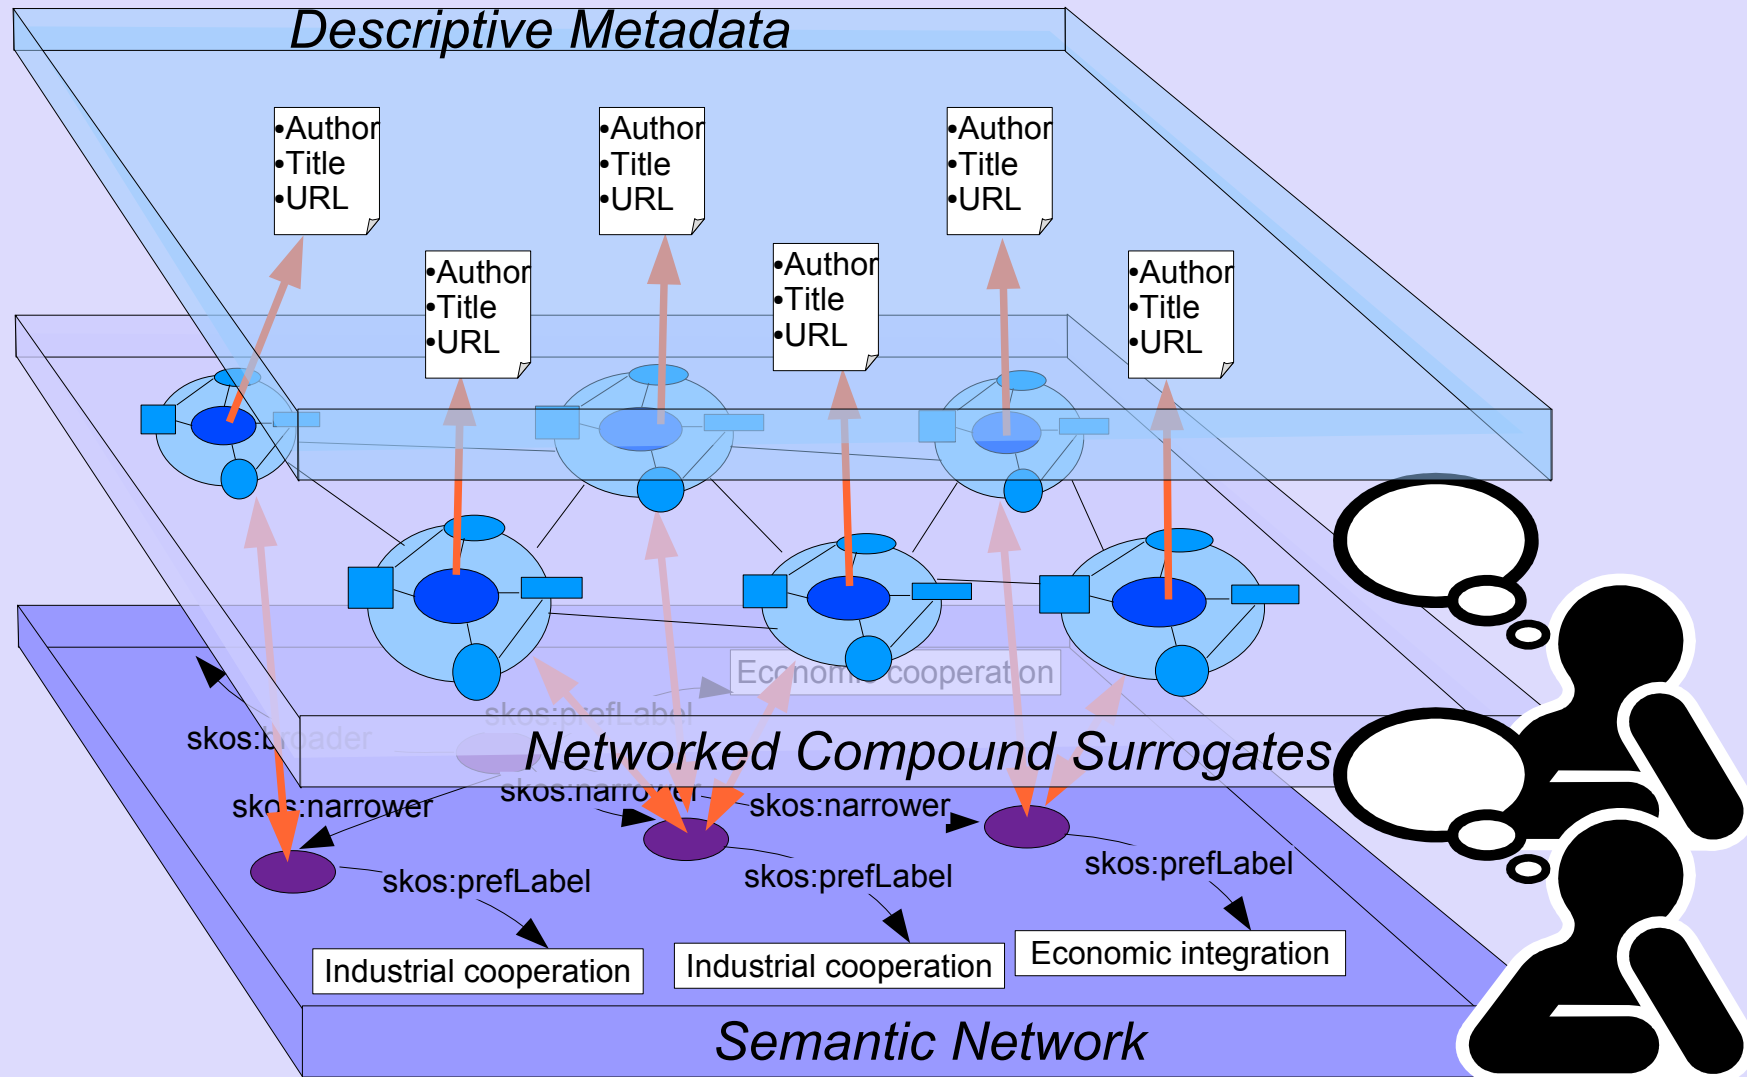 Descriptive Metadata
•Author
•Title
•URL
•Author
•Title
•URL
•Author
•Title
•URL
•Author
•Title
•URL
•Author
•Title
•URL
•Author
•Title
•URL
Economic cooperation
skos:prefLabel
skos:broader
Networked Compound Surrogates
skos:narrower
skos:narrower
skos:narrower
skos:prefLabel
skos:prefLabel
skos:prefLabel
Industrial cooperation
Industrial cooperation
Economic integration
Semantic Network